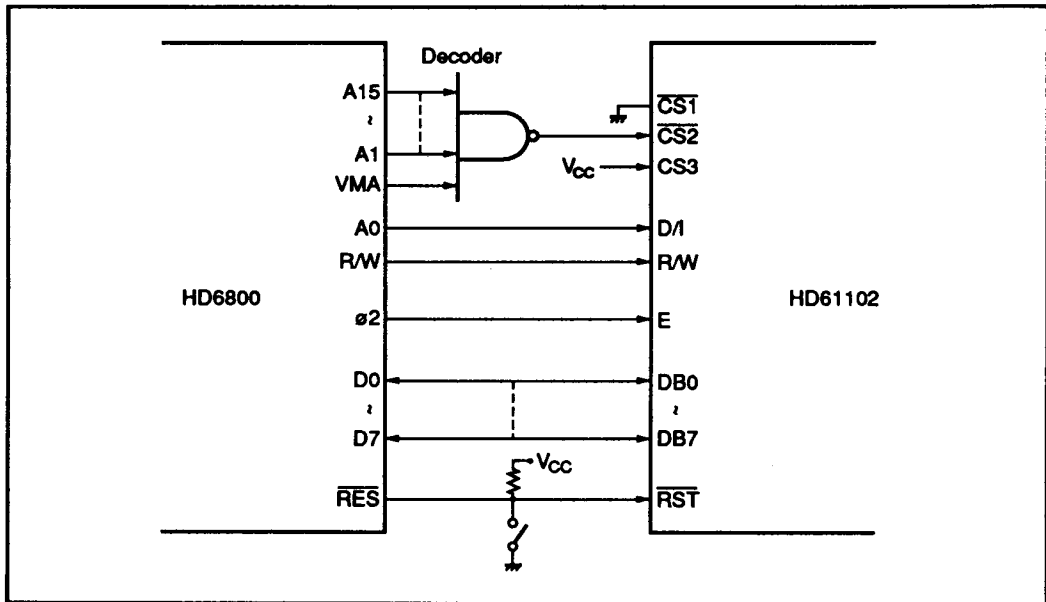 Decoder
A15
~
A1
VMA
A0
R/W
HD6800
ø2
D0
~
D7
RES
VCC
VCC
CS1
CS2
CS3
D/I
R/W
HD61102
E
DB0
~
DB7
RST